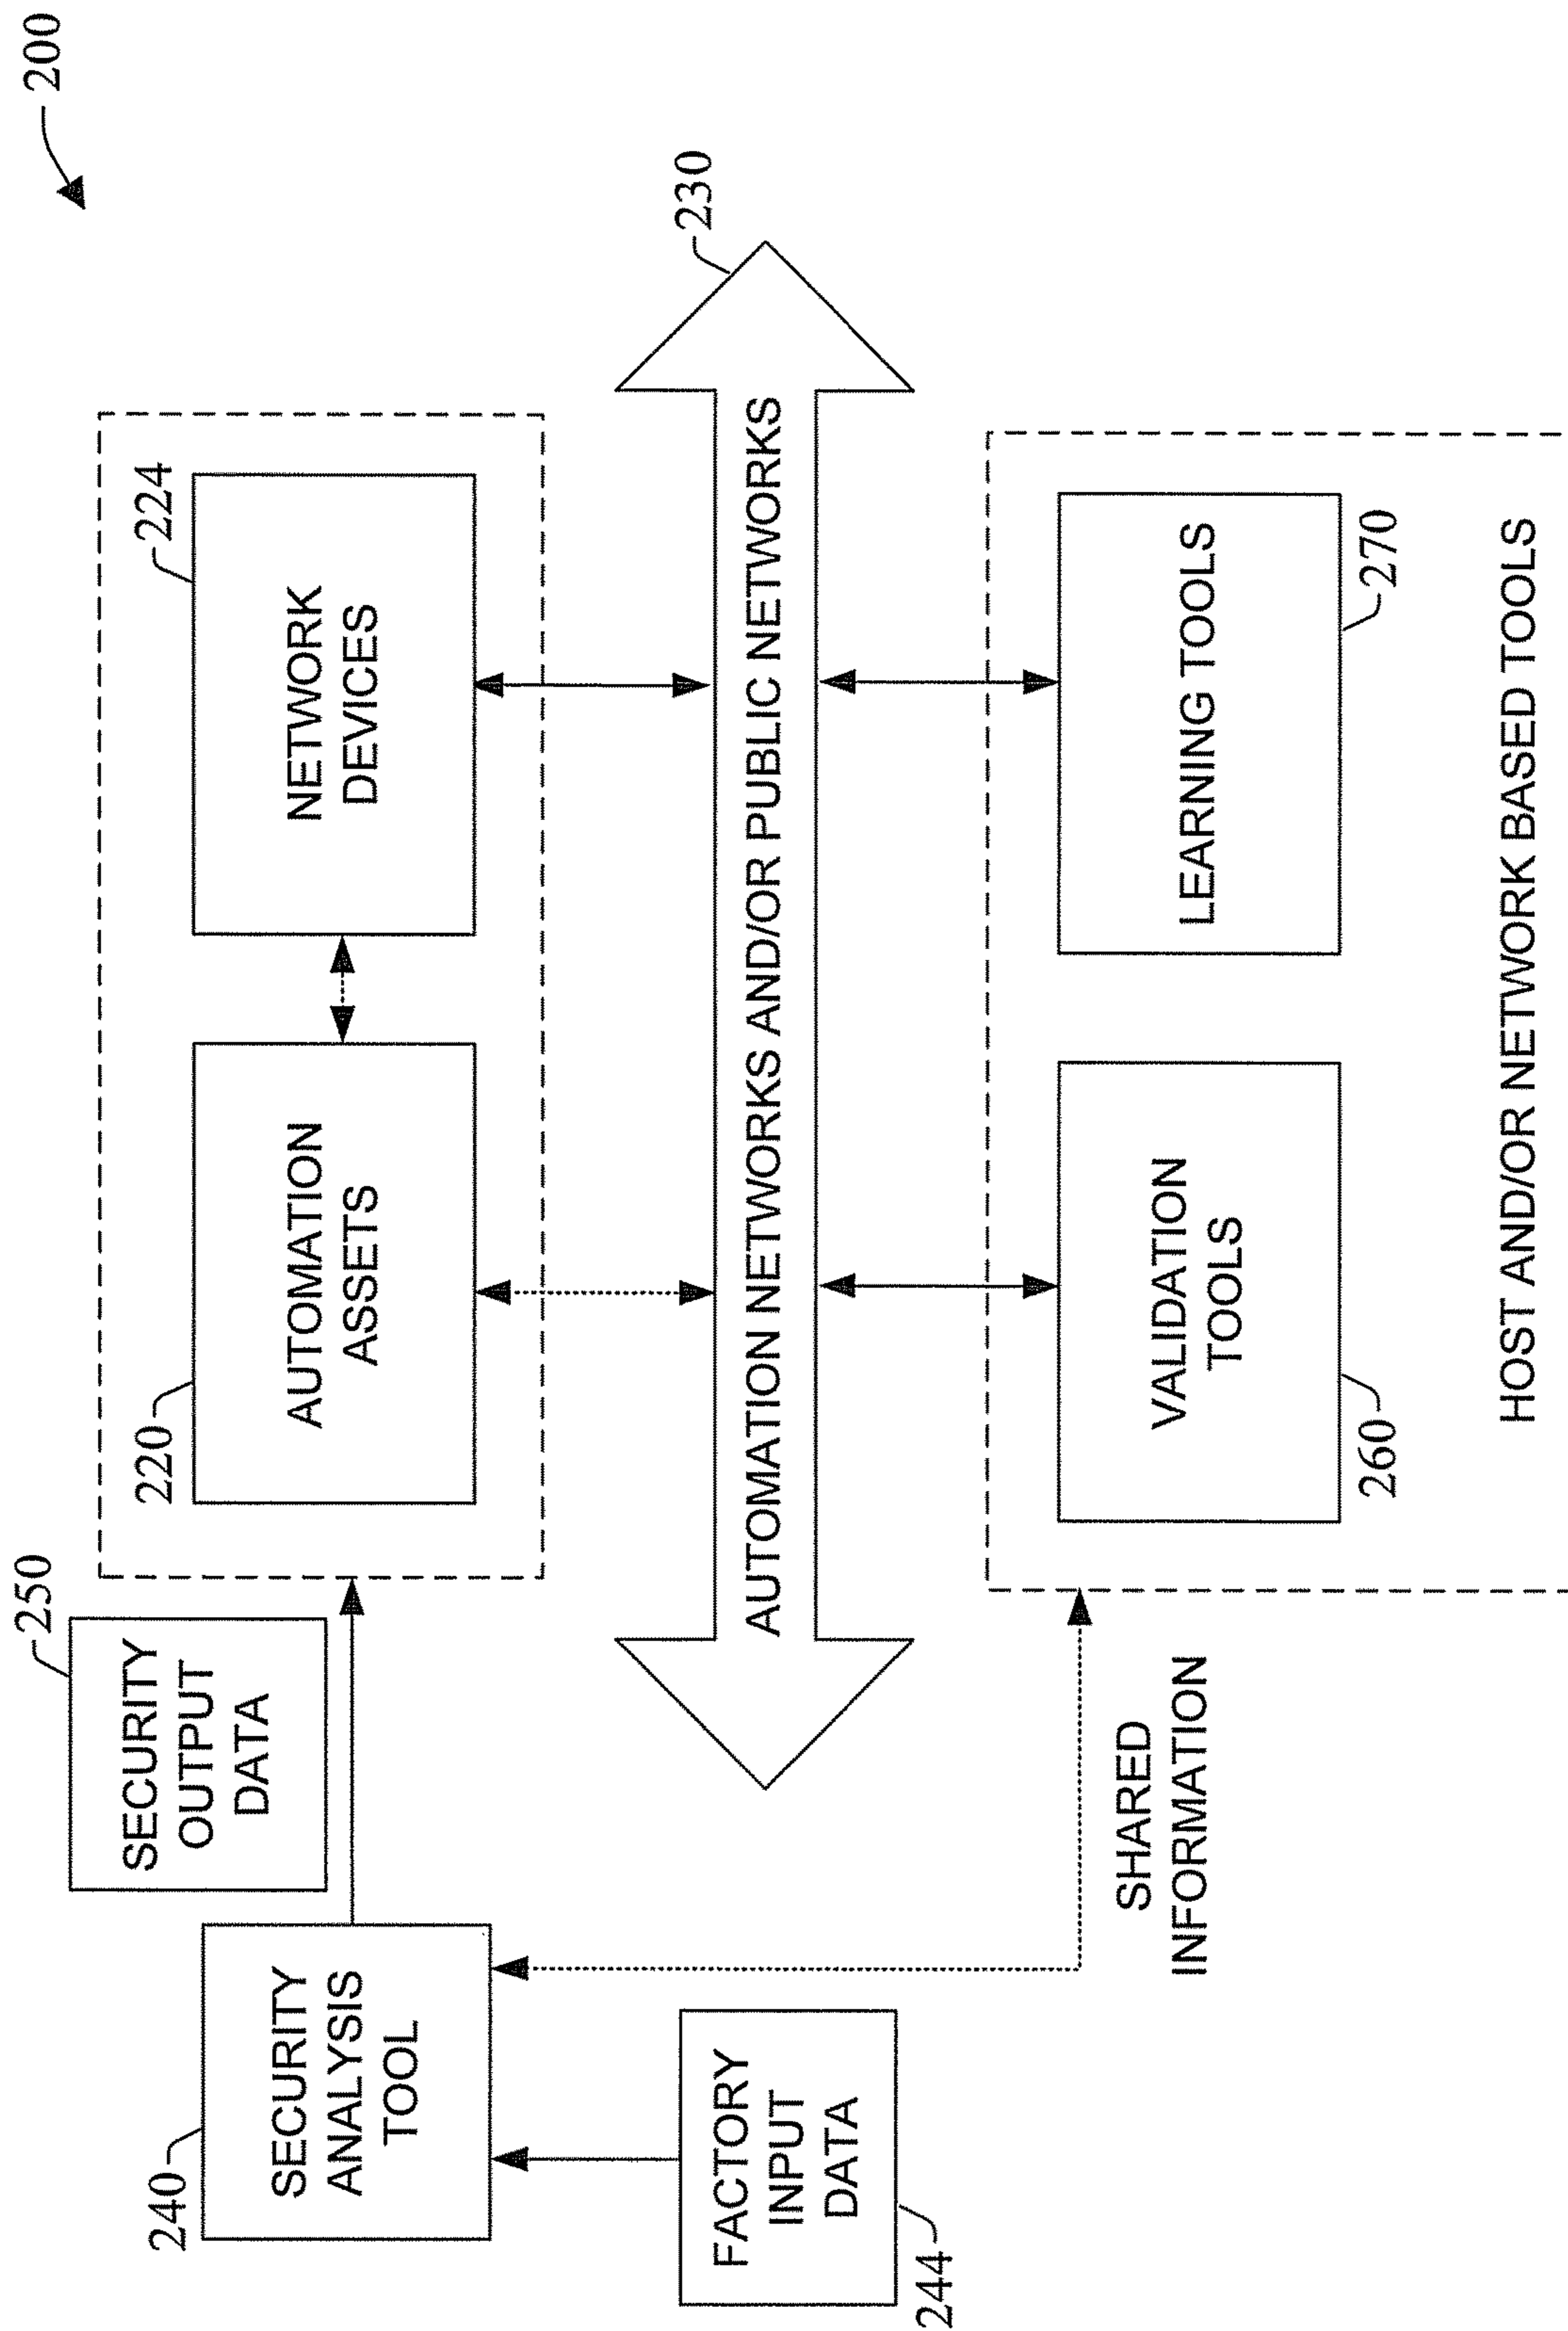 200
250
SECURITY
OUTPUT
DATA
220
AUTOMATION
ASSETS
224
NETWORK
DEVICES
240
SECURITY
ANALYSIS
TOOL
230
AUTOMATION NETWORKS AND/OR PUBLIC NETWORKS
FACTORY
INPUT
DATA
244
SHARED
INFORMATION
VALIDATION
TOOLS
260
LEARNING TOOLS
270
HOST AND/OR NETWORK BASED TOOLS